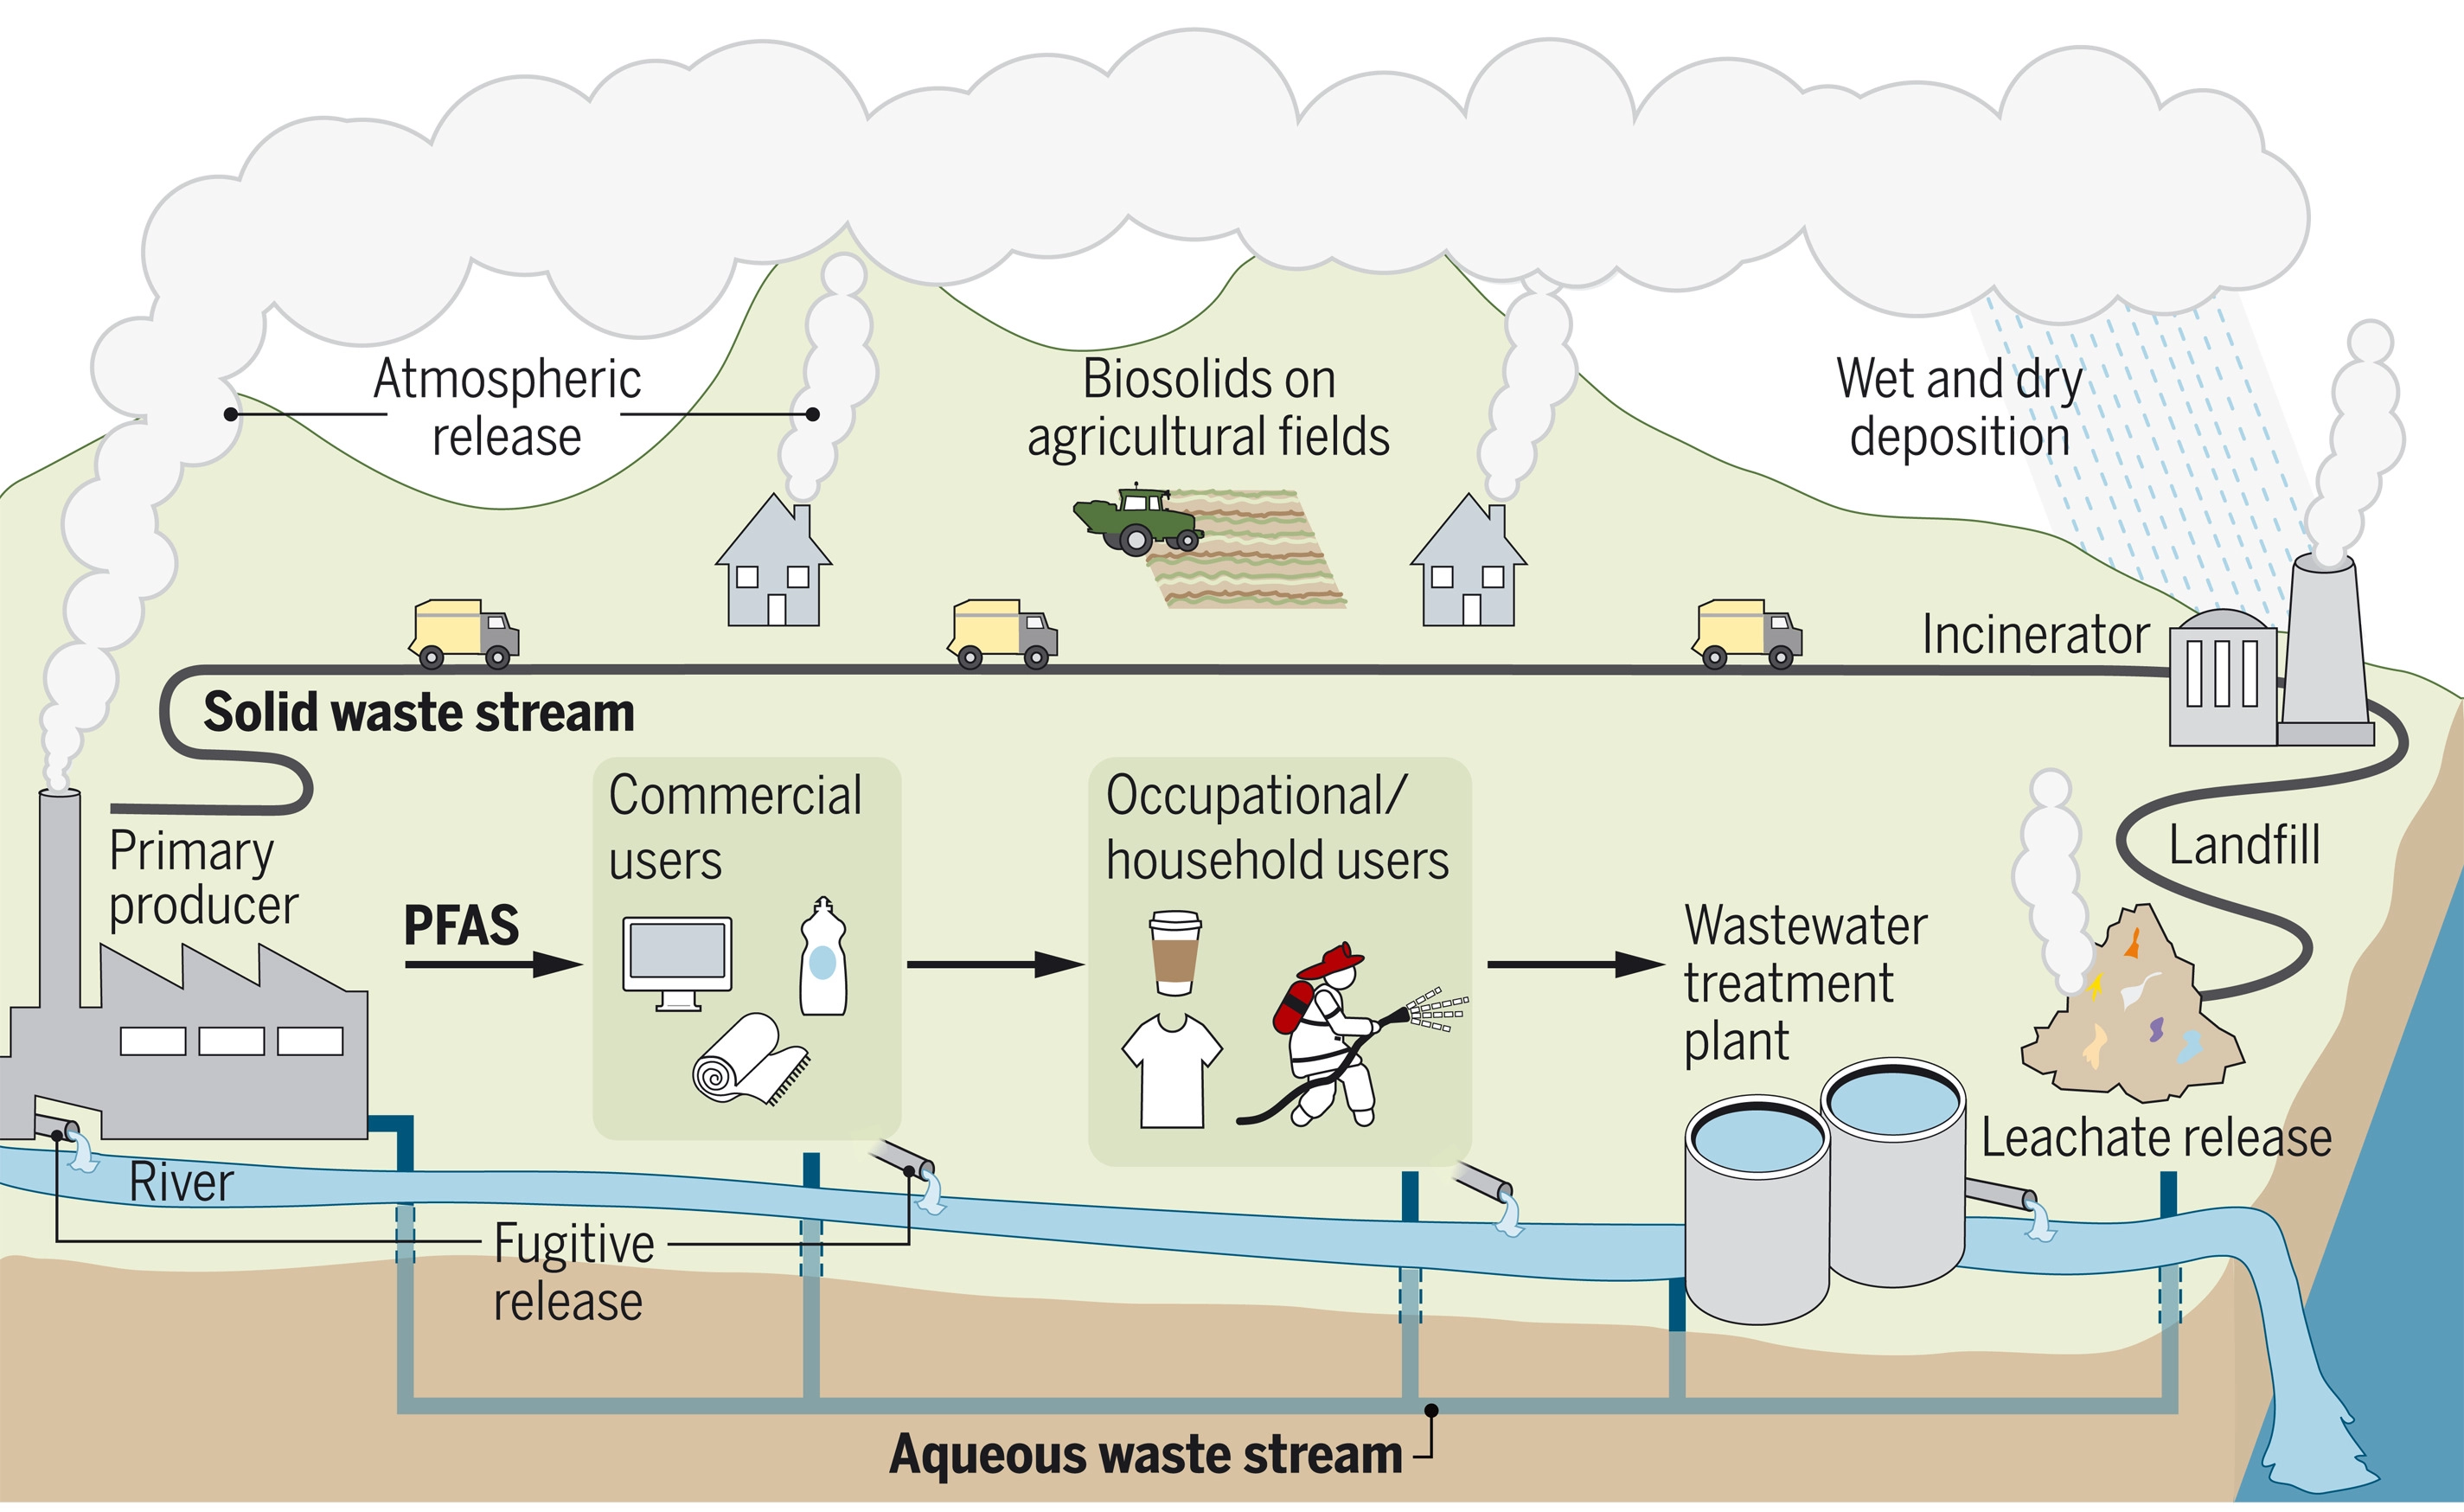 Atmospheric
release
Biosolids on
agricultural fields
Wet and dry
deposition
Incinerator
Solid waste stream
Primary
producer
PFAS
Commercial
users
Occupational/
household users
Wastewater
treatment
plant
Landfill
Leachate release
River
Fugitive
release
Aqueous waste stream